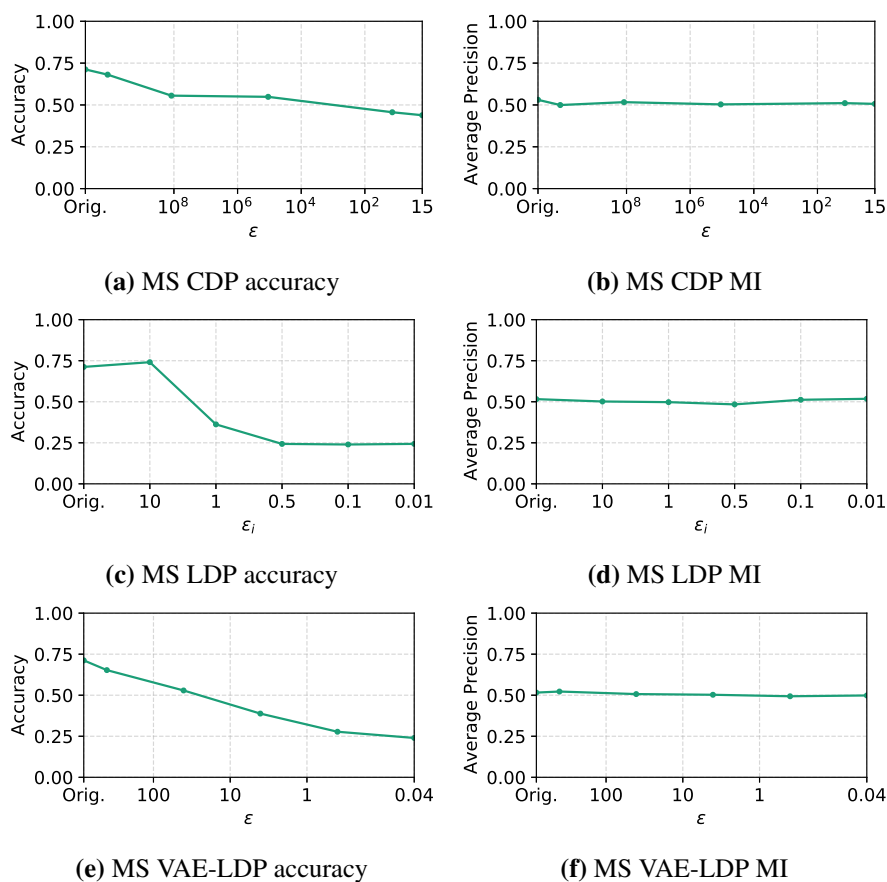 1.00
0.75
0.50
0.25
0.00
Accuracy
Orig. 10^8 10^6 10^4 10^2 15
ε
(a) MS CDP accuracy
1.00
0.75
0.50
0.25
0.00
Average Precision
Orig. 10^8 10^6 10^4 10^2 15
ε
(b) MS CDP MI
1.00
0.75
0.50
0.25
0.00
Accuracy
Orig. 10 1 0.5 0.1 0.01
ε_i
(c) MS LDP accuracy
1.00
0.75
0.50
0.25
0.00
Average Precision
Orig. 10 1 0.5 0.1 0.01
ε_i
(d) MS LDP MI
1.00
0.75
0.50
0.25
0.00
Accuracy
Orig. 100 10 1 0.04
ε
(e) MS VAE-LDP accuracy
1.00
0.75
0.50
0.25
0.00
Average Precision
Orig. 100 10 1 0.04
ε
(f) MS VAE-LDP MI